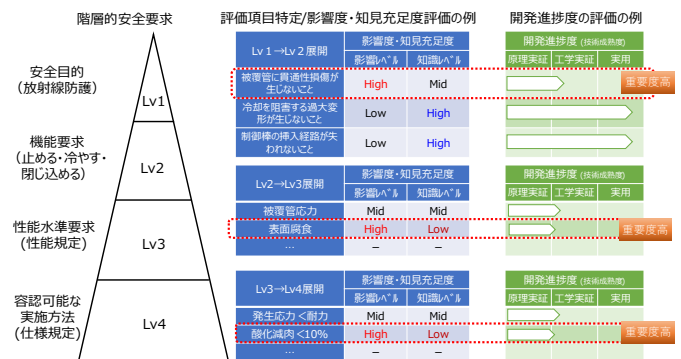 階層的安全要求
評価項目特定/影響度・知見充足度評価の例
開発進捗度の評価の例
安全目的
(放射線防護)
機能要求
(止める・冷やす・
閉じ込める)
性能水準要求
(性能規定)
容認可能な
実施方法
(仕様規定)
Lv1
Lv2
Lv3
Lv4
Lv 1→Lv 2 展開
影響度・知見充足度
影響レベル
知識レベル
被覆管に貫通性損傷が
生じないこと
High
Mid
冷却を阻害する過大変
形が生じないこと
Low
High
制御棒の挿入経路が失
われないこと
Low
High
開発進捗度 (技術成熟度)
原理実証
工学実証
実用
重要度高
Lv2→Lv3展開
影響度・知見充足度
影響レベル
知識レベル
被覆管応力
Mid
Mid
表面腐食
High
Low
…
–
–
開発進捗度 (技術成熟度)
原理実証
工学実証
実用
重要度高
Lv3→Lv4展開
影響度・知見充足度
影響レベル
知識レベル
発生応力<耐力
Mid
Mid
酸化減肉<10%
High
Low
…
–
–
開発進捗度 (技術成熟度)
原理実証
工学実証
実用
重要度高